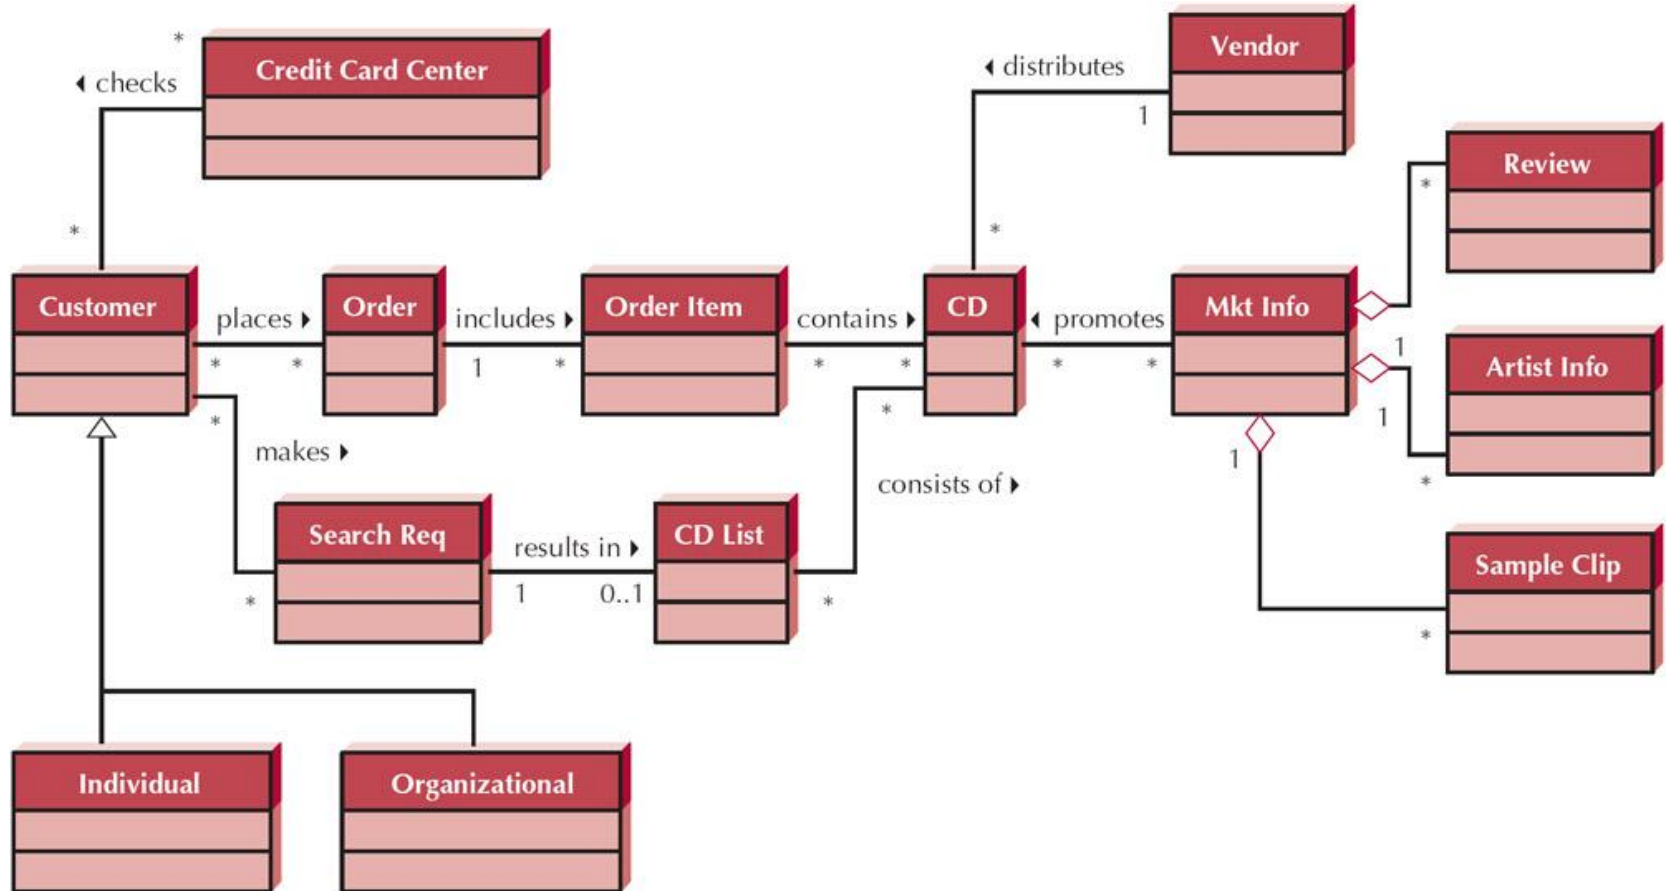 *
Credit Card Center
◂ checks
*
Vendor
◂ distributes
1
*
Review
*
Customer
places ▸
*
*
Order
includes ▸
1
*
Order Item
contains ▸
*
*
CD
◂ promotes
*
*
Mkt Info
1
1
Artist Info
*
*
makes ▸
*
Search Req
results in ▸
1
0..1
CD List
*
consists of ▸
*
1
Sample Clip
*
Individual
Organizational